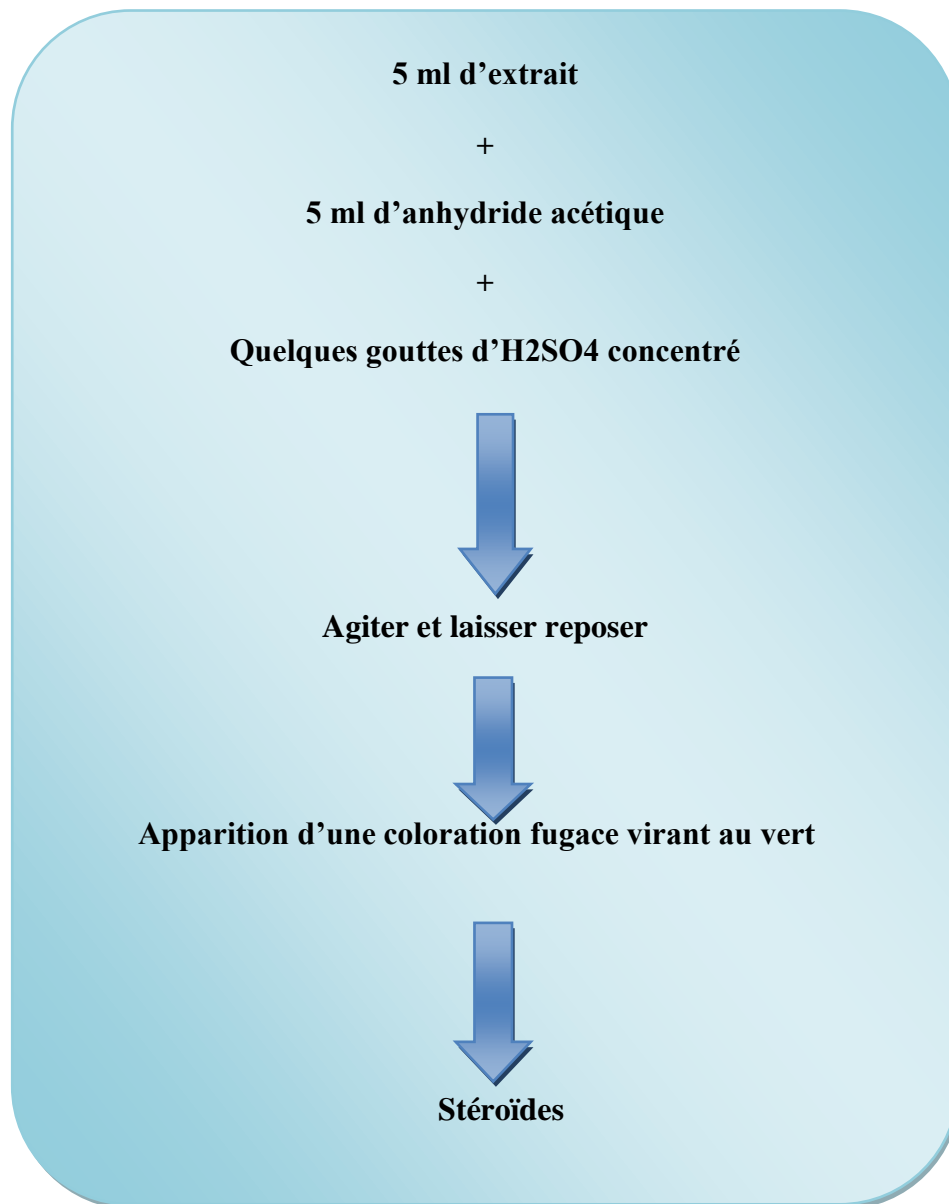 5 ml d’extrait
+
5 ml d’anhydride acétique
+
Quelques gouttes d’H2SO4 concentré
Agiter et laisser reposer
Apparition d’une coloration fugace virant au vert
Stéroïdes